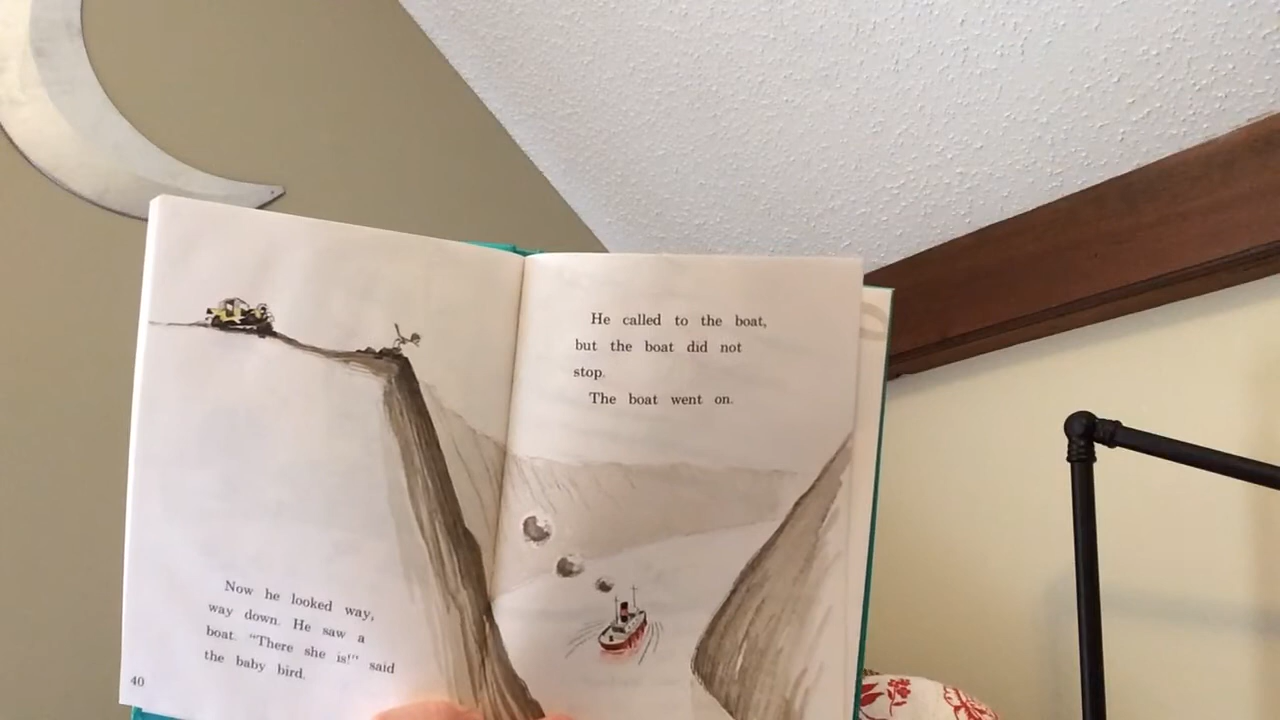 Now he looked way,
way down. He saw a
boat. "There she is!" said
the baby bird.
40
He called to the boat,
but the boat did not
stop.
The boat went on.